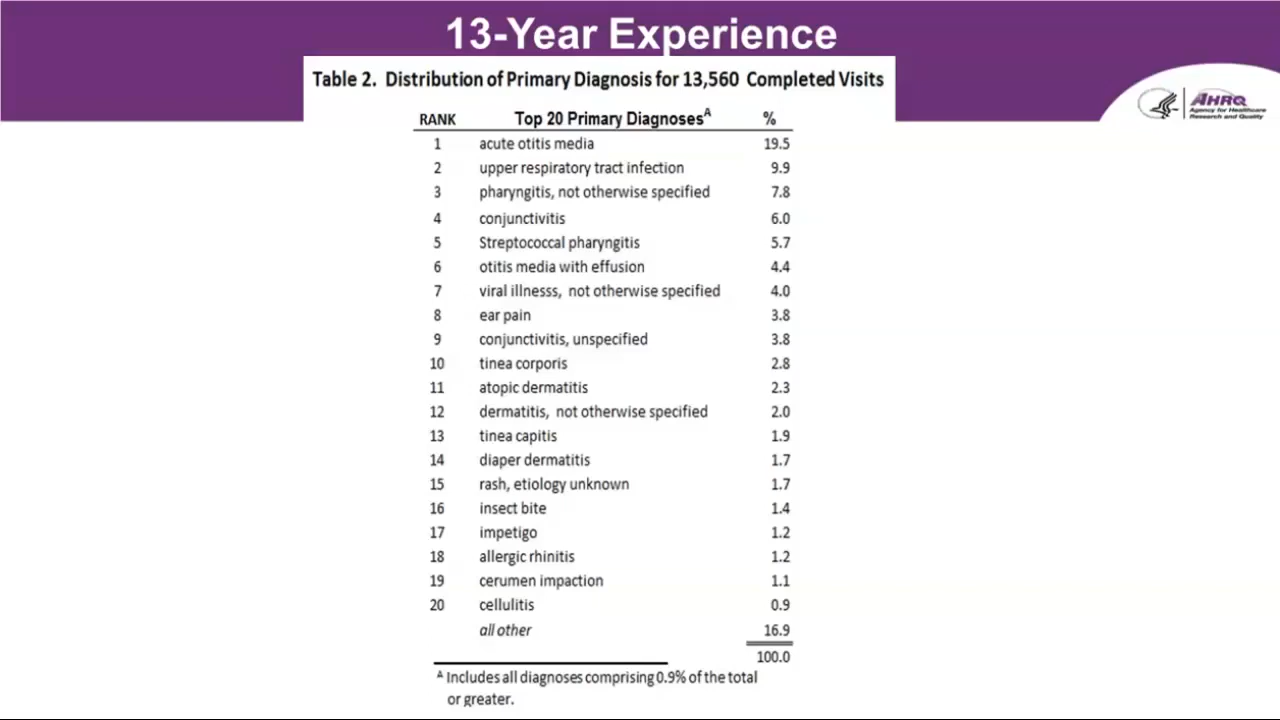 13-Year Experience
Table 2. Distribution of Primary Diagnosis for 13,560 Completed Visits
AHRQ
Agency for Healthcare
Research and Quality
RANK Top 20 Primary Diagnoses^A %
1 acute otitis media 19.5
2 upper respiratory tract infection 9.9
3 pharyngitis, not otherwise specified 7.8
4 conjunctivitis 6.0
5 Streptococcal pharyngitis 5.7
6 otitis media with effusion 4.4
7 viral illnesss, not otherwise specified 4.0
8 ear pain 3.8
9 conjunctivitis, unspecified 3.8
10 tinea corporis 2.8
11 atopic dermatitis 2.3
12 dermatitis, not otherwise specified 2.0
13 tinea capitis 1.9
14 diaper dermatitis 1.7
15 rash, etiology unknown 1.7
16 insect bite 1.4
17 impetigo 1.2
18 allergic rhinitis 1.2
19 cerumen impaction 1.1
20 cellulitis 0.9
all other 16.9
100.0
^A Includes all diagnoses comprising 0.9% of the total
or greater.